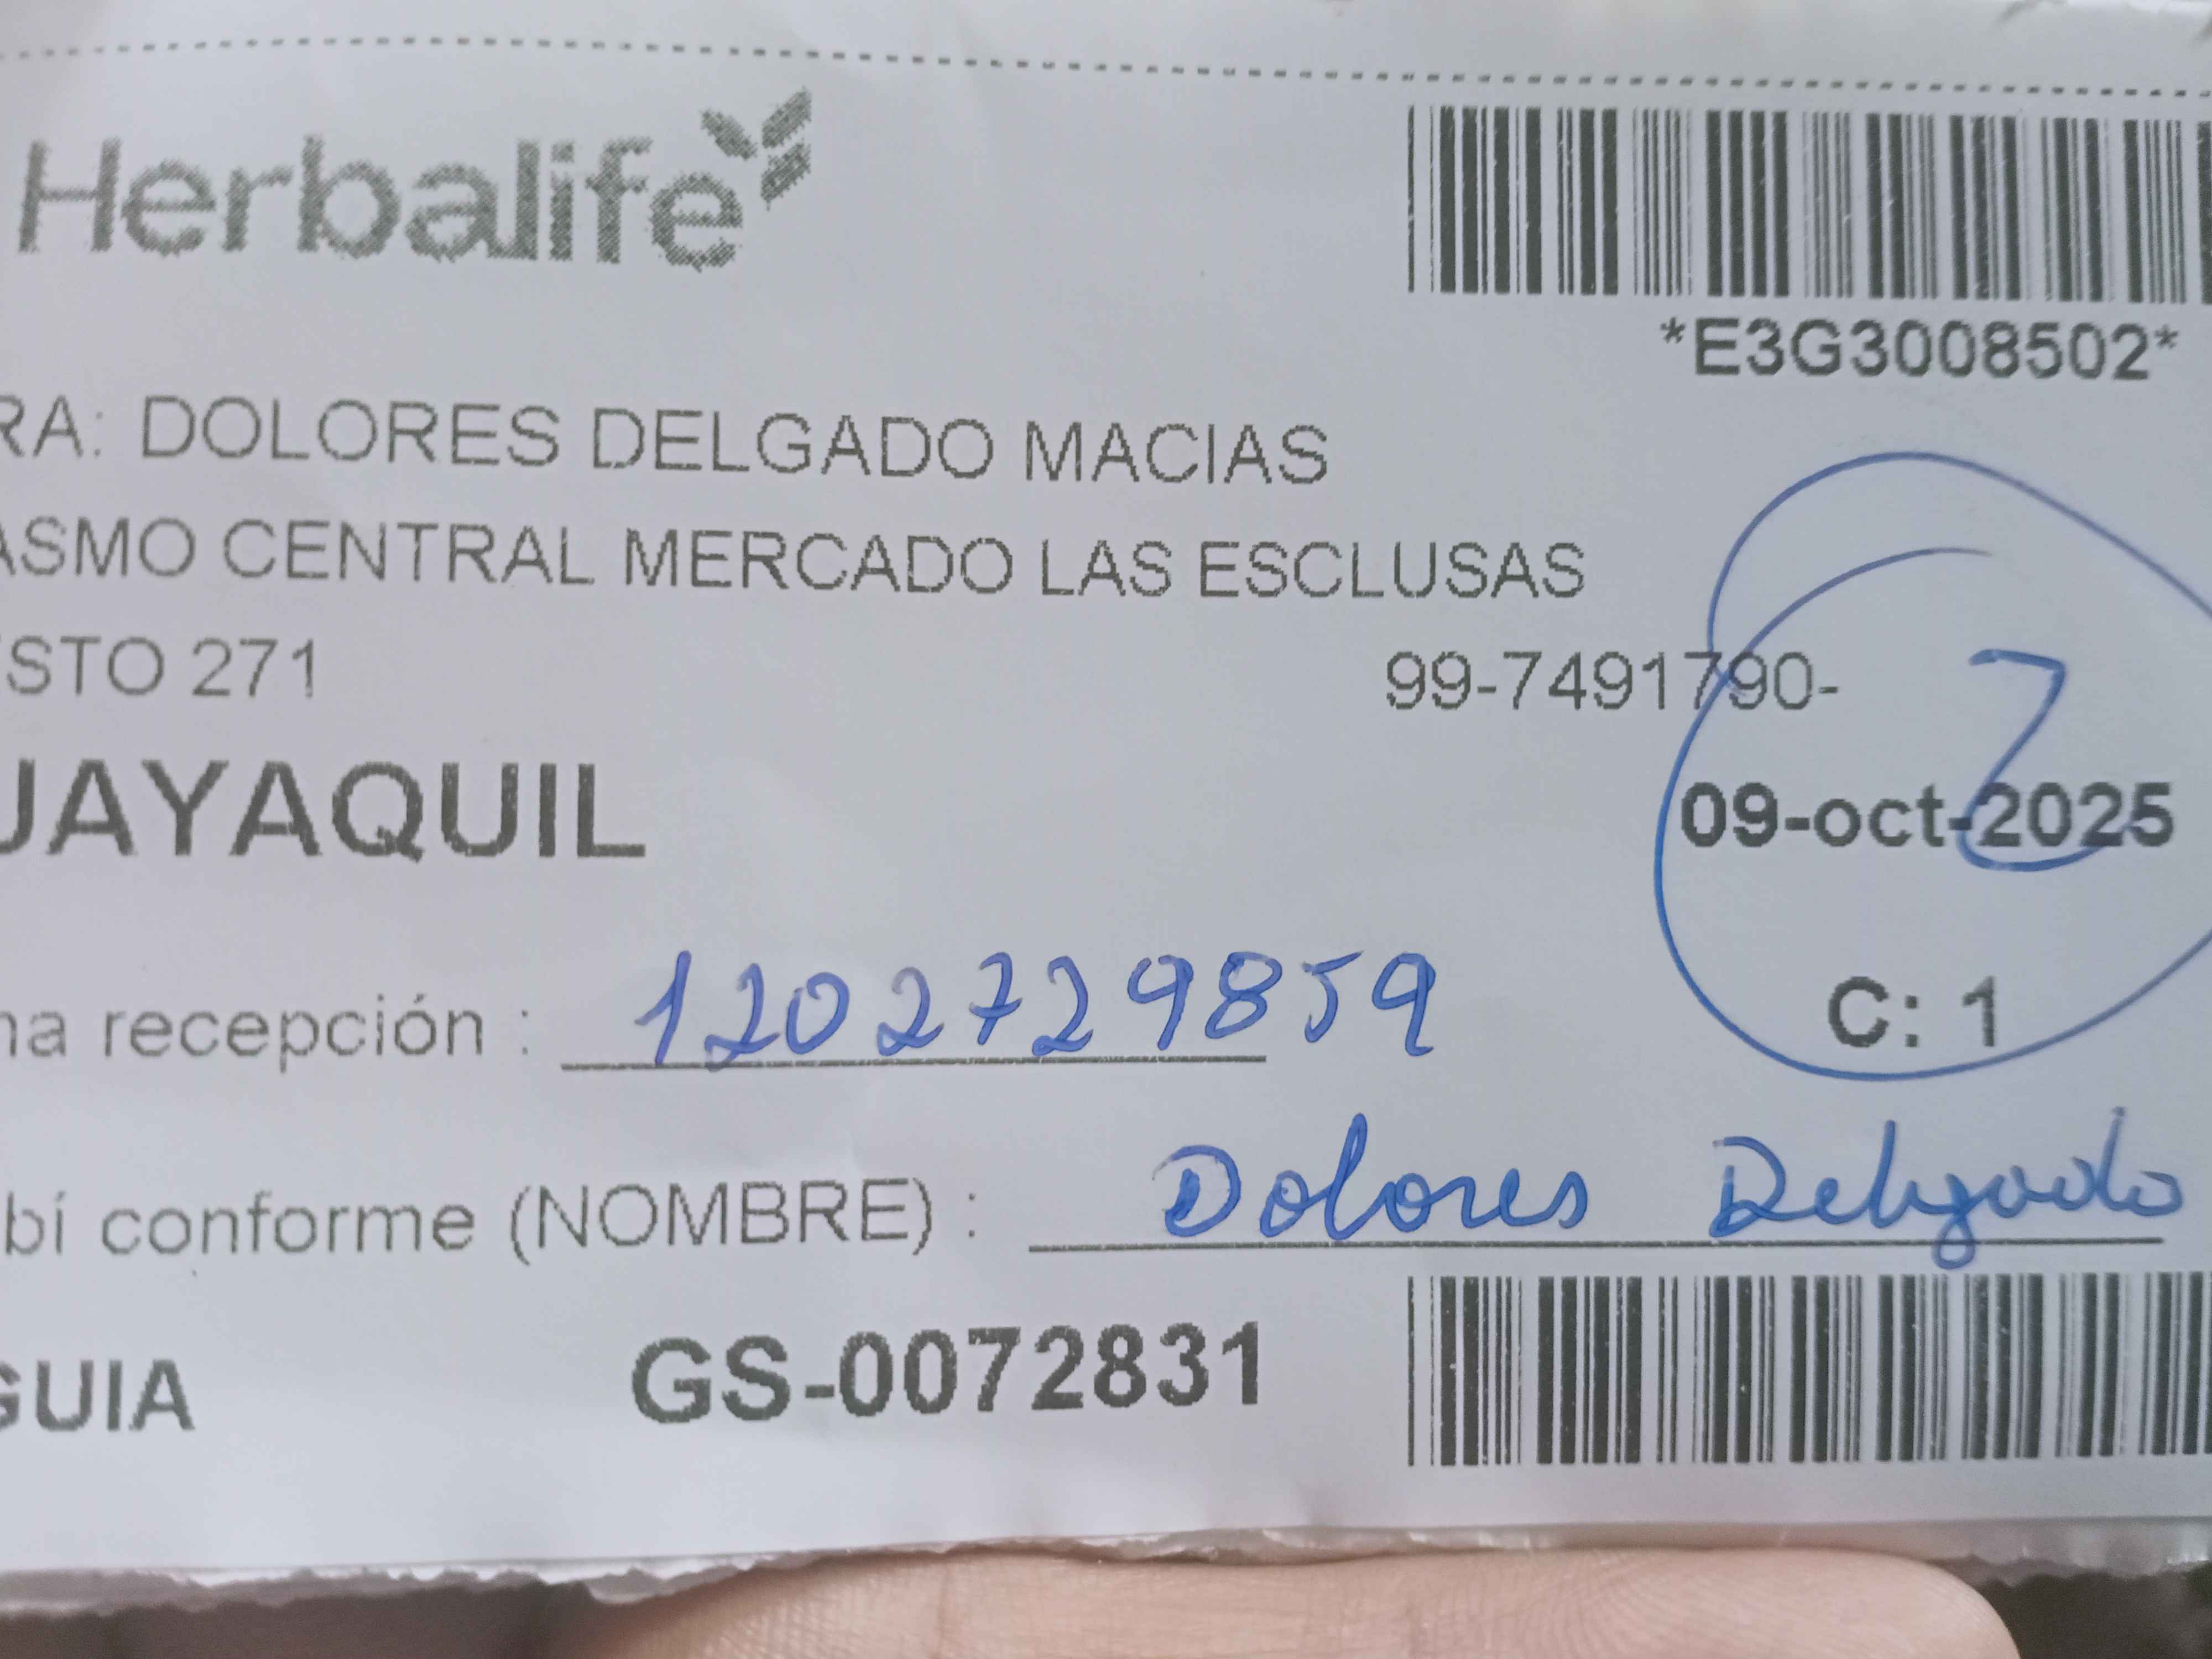 Herbalife
*E3G3008502*
RA: DOLORES DELGADO MACIAS
ASMO CENTRAL MERCADO LAS ESCLUSAS
STO 271 99-7491790-
UAYAQUIL 09-oct-2025
C: 1
na recepción : 1202729859
bí conforme (NOMBRE) : Dolores Delgado
GUIA GS-0072831